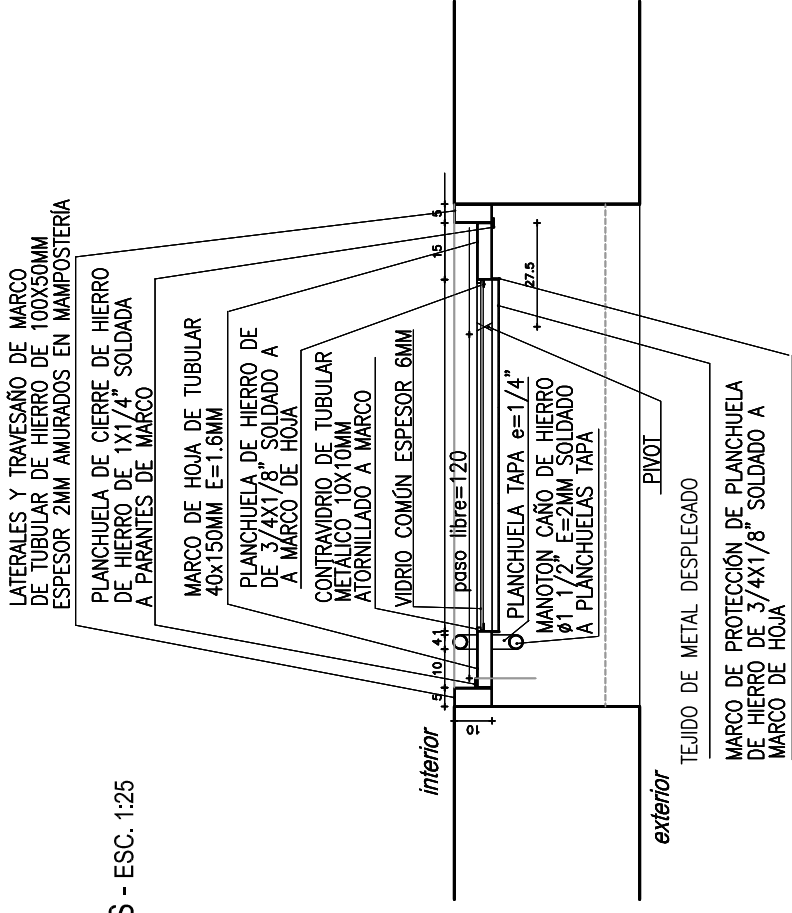 S - ESC. 1:25
LATERALES Y TRAVESAÑO DE MARCO
DE TUBULAR DE HIERRO DE 100X50MM
ESPESOR 2MM AMURADOS EN MAMPOSTERÍA
PLANCHUELA DE CIERRE DE HIERRO
DE HIERRO DE 1X1/4" SOLDADA
A PARANTES DE MARCO
MARCO DE HOJA DE TUBULAR
40x150MM E=1.6MM
PLANCHUELA DE HIERRO DE
DE 3/4X1/8" SOLDADO A
A MARCO DE HOJA
CONTRAVIDRIO DE TUBULAR
METÁLICO 10X10MM
ATORNILLADO A MARCO
VIDRIO COMÚN ESPESOR 6MM
5
10
4
1
15
5
paso libre=120
10
27.5
interior
PLANCHUELA TAPA e=1/4"
MANOTON CAÑO DE HIERRO
ø1 1/2" E=2MM SOLDADO
A PLANCHUELAS TAPA
PIVOT
exterior
TEJIDO DE METAL DESPLEGADO
MARCO DE PROTECCIÓN DE PLANCHUELA
DE HIERRO DE 3/4X1/8" SOLDADO A
MARCO DE HOJA